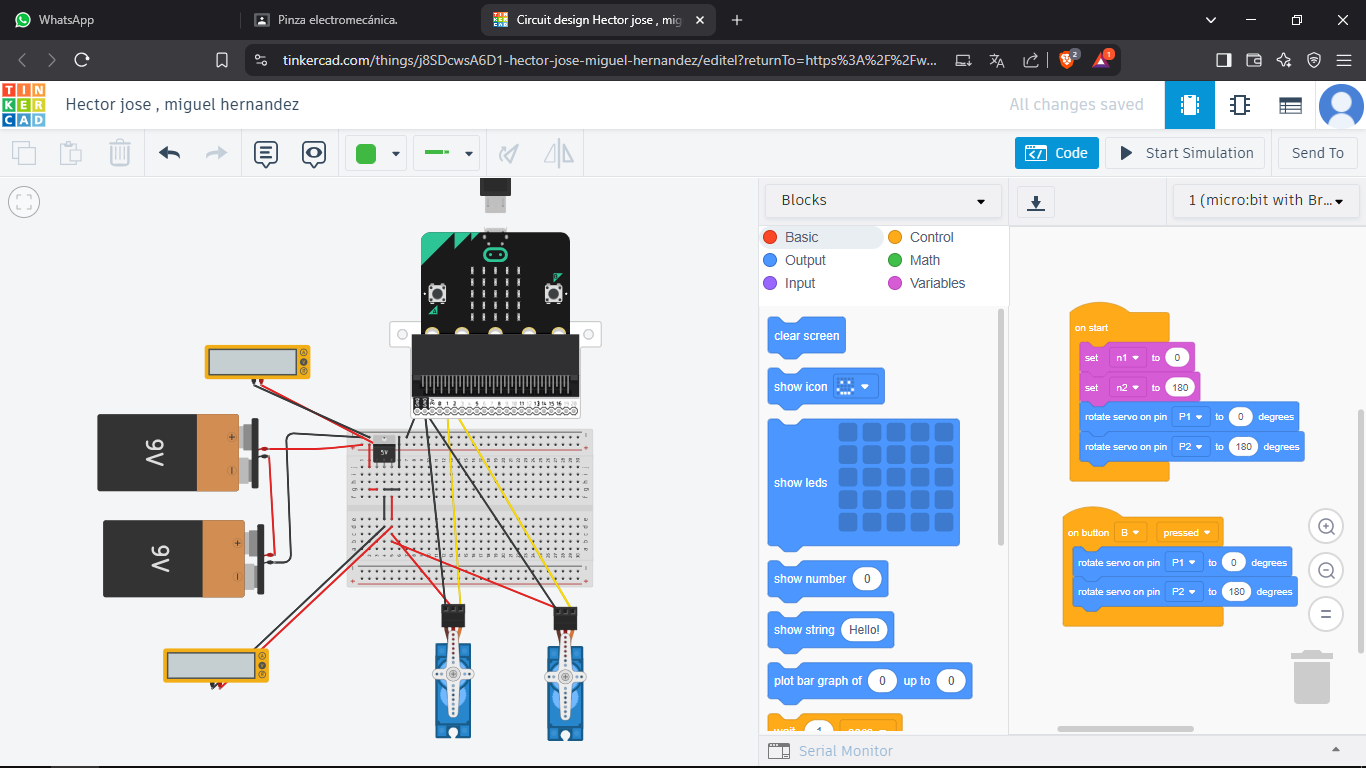 WhatsApp
Pinza electromecánica.
Circuit design Hector jose , mig
tinkercad.com/things/j8SDcwsA6D1-hector-jose-miguel-hernandez/editel?returnTo=https%3A%2F%2Fw...
2
1
TIN
KER
CAD
Hector jose , miguel hernandez
All changes saved
Code
Start Simulation
Send To
Blocks
1 (micro:bit with Br...
Basic
Control
Output
Math
Input
Variables
clear screen
show icon
show leds
show number 0
show string Hello!
plot bar graph of 0 up to 0
wait 1 secs
on start
set n1 to 0
set n2 to 180
rotate servo on pin P1 to 0 degrees
rotate servo on pin P2 to 180 degrees
on button B pressed
rotate servo on pin P1 to 0 degrees
rotate servo on pin P2 to 180 degrees
Serial Monitor
9V
9V
5V
A
B